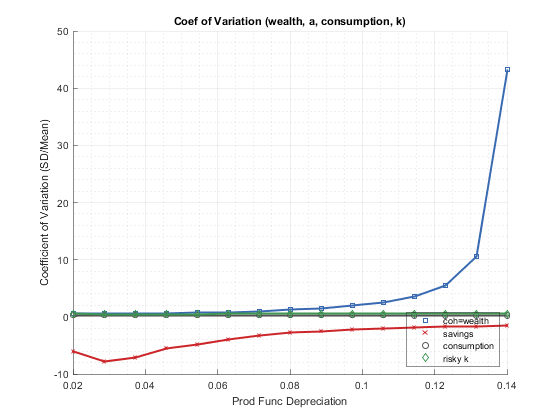 Coef of Variation (wealth, a, consumption, k)
50
40
30
20
10
0
-10
Coefficient of Variation (SD/Mean)
0.02
0.04
0.06
0.08
0.1
0.12
0.14
Prod Func Depreciation
coh=wealth
savings
consumption
risky k